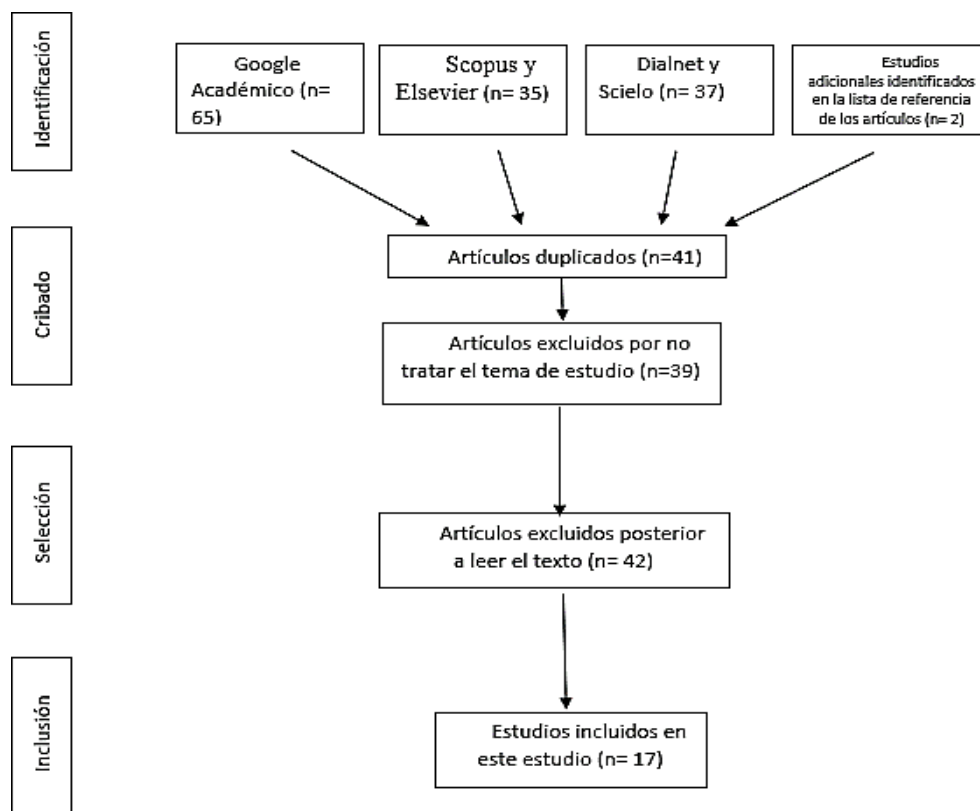 Identificación
Google
Académico (n=
65)
Scopus y
Elsevier (n= 35)
Dialnet y
Scielo (n= 37)
Estudios
adicionales identificados
en la lista de referencia
de los artículos (n= 2)
Cribado
Artículos duplicados (n=41)
Artículos excluidos por no
tratar el tema de estudio (n=39)
Selección
Artículos excluidos posterior
a leer el texto (n= 42)
Inclusión
Estudios incluidos en
este estudio (n= 17)